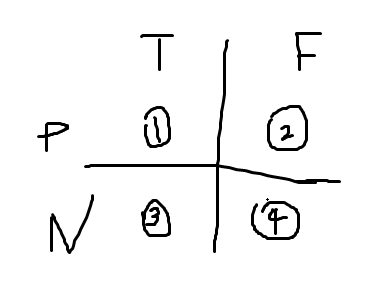 T F
P ① ②
N ③ ④